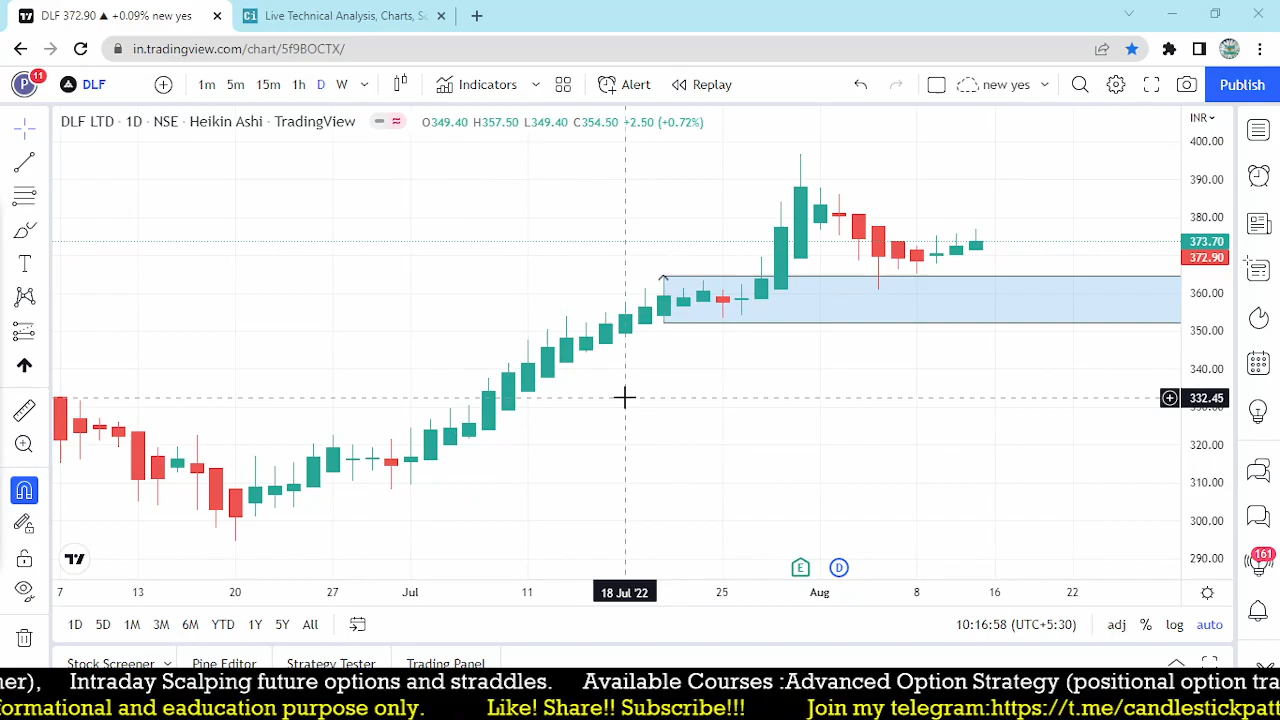 DLF 372.90 ▲ +0.09% new yes
Live Technical Analysis, Charts, S
in.tradingview.com/chart/5f9BOCTX/
P 11 DLF 1m 5m 15m 1h D W Indicators Alert Replay new yes Publish
DLF LTD · 1D · NSE · Heikin Ashi · TradingView O349.40 H357.50 L349.40 C354.50 +2.50 (+0.72%) INR
400.00
390.00
380.00
373.70
372.90
360.00
350.00
340.00
332.45
320.00
310.00
300.00
290.00
E D
7 13 20 27 Jul 11 18 Jul '22 25 Aug 8 16 22
1D 5D 1M 3M 6M YTD 1Y 5Y All 10:16:58 (UTC+5:30) adj % log auto
161
Stock Screener Pine Editor Strategy Tester Trading Panel
ner), Intraday Scalping future options and straddles. Available Courses :Advanced Option Strategy (positional option tra
formational and eaducation purpose only. Like! Share!! Subscribe!!! Join my telegram:https://t.me/candlestickpatt